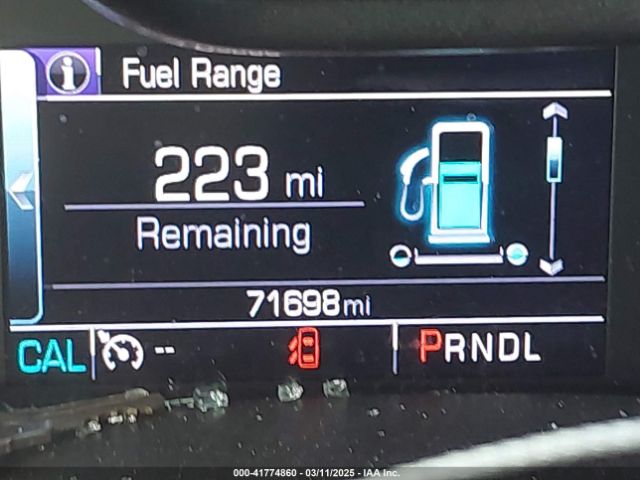 i Fuel Range
223 mi
Remaining
71698 mi
CAL -- PRNDL
000-41774860 - 03/11/2025 - IAA Inc.